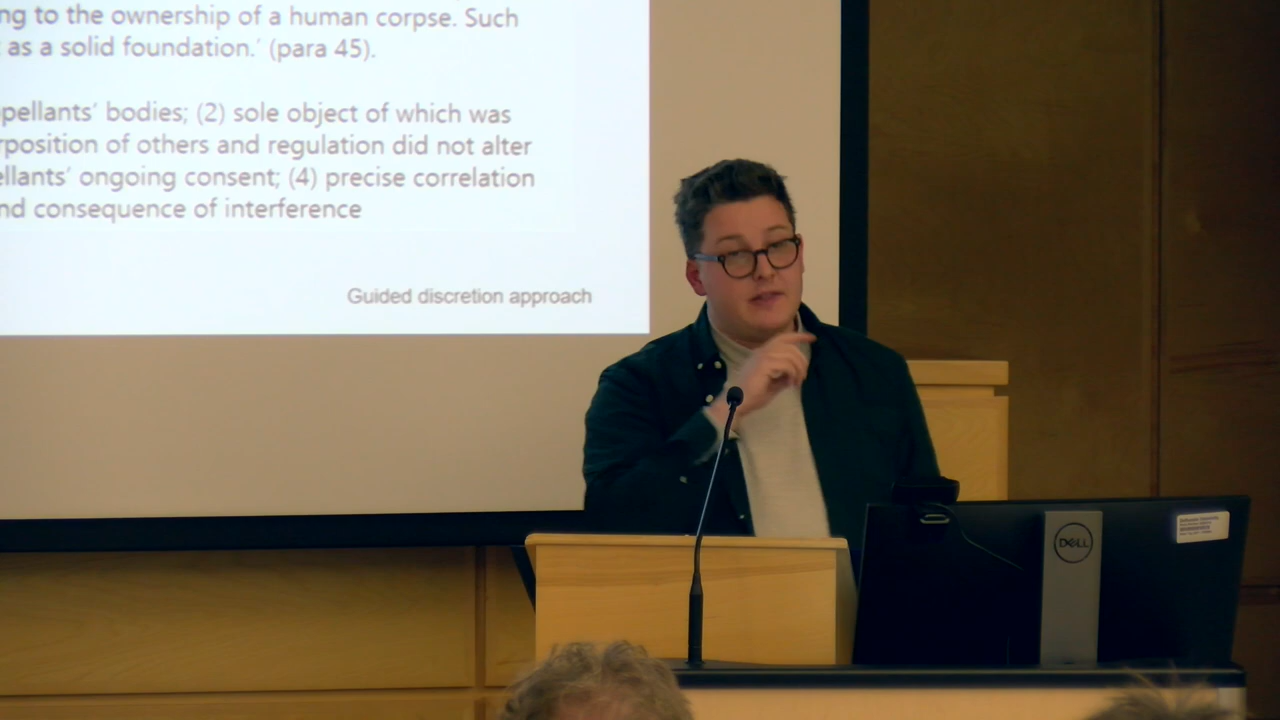 ng to the ownership of a human corpse. Such
as a solid foundation.' (para 45).
pellants' bodies; (2) sole object of which was
rposition of others and regulation did not alter
ellants' ongoing consent; (4) precise correlation
nd consequence of interference
Guided discretion approach
DELL